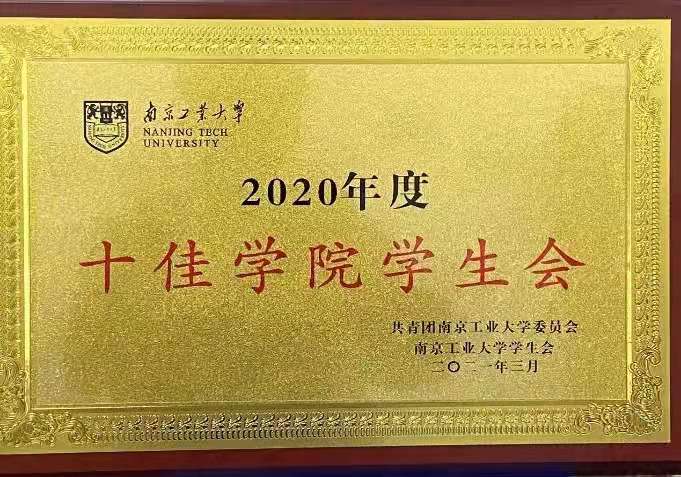 南京工业大学
NANJING TECH
UNIVERSITY
2020年度
十佳学院学生会
共青团南京工业大学委员会
南京工业大学学生会
二〇二一年三月